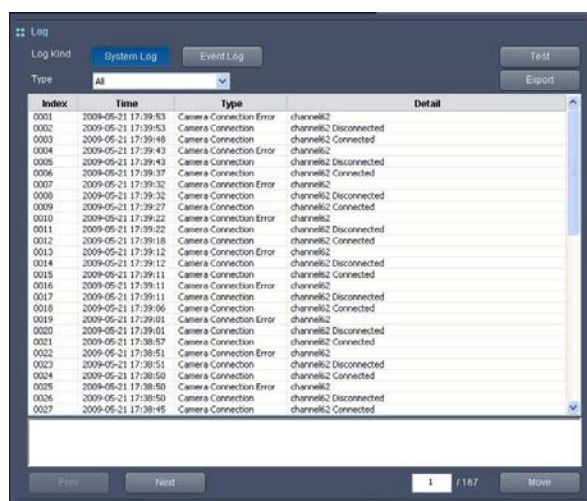 Log
Log Kind System Log Event Log Test
Type All Export
Index Time Type Detail
0001 2009-05-21 17:39:53 Camera Connection Error channel62
0002 2009-05-21 17:39:53 Camera Connection channel62 Disconnected
0003 2009-05-21 17:39:48 Camera Connection channel62 Connected
0004 2009-05-21 17:39:43 Camera Connection Error channel62
0005 2009-05-21 17:39:43 Camera Connection channel62 Disconnected
0006 2009-05-21 17:39:37 Camera Connection channel62 Connected
0007 2009-05-21 17:39:32 Camera Connection Error channel62
0008 2009-05-21 17:39:32 Camera Connection channel62 Disconnected
0009 2009-05-21 17:39:27 Camera Connection channel62 Connected
0010 2009-05-21 17:39:22 Camera Connection Error channel62
0011 2009-05-21 17:39:22 Camera Connection channel62 Disconnected
0012 2009-05-21 17:39:18 Camera Connection channel62 Connected
0013 2009-05-21 17:39:12 Camera Connection Error channel62
0014 2009-05-21 17:39:12 Camera Connection channel62 Disconnected
0015 2009-05-21 17:39:11 Camera Connection channel62 Connected
0016 2009-05-21 17:39:11 Camera Connection Error channel62
0017 2009-05-21 17:39:11 Camera Connection channel62 Disconnected
0018 2009-05-21 17:39:06 Camera Connection channel62 Connected
0019 2009-05-21 17:39:01 Camera Connection Error channel62
0020 2009-05-21 17:39:01 Camera Connection channel62 Disconnected
0021 2009-05-21 17:38:57 Camera Connection channel62 Connected
0022 2009-05-21 17:38:51 Camera Connection Error channel62
0023 2009-05-21 17:38:51 Camera Connection channel62 Disconnected
0024 2009-05-21 17:38:50 Camera Connection channel62 Connected
0025 2009-05-21 17:38:50 Camera Connection Error channel62
0026 2009-05-21 17:38:50 Camera Connection channel62 Disconnected
0027 2009-05-21 17:38:45 Camera Connection channel62 Connected
Prev Next 1 / 167 Move